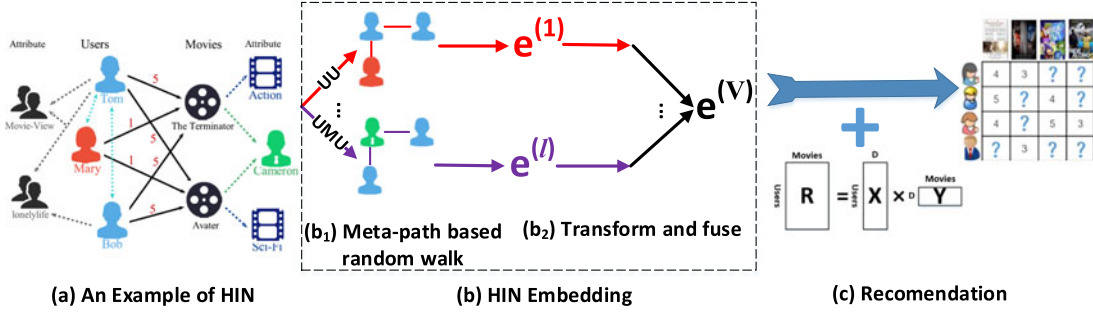 Attribute
Users
Movies
Attribute
Tom
5
5
Action
Movie-View
The Terminator
1
Mary
1
5
5
Cameron
lonelylife
5
Avater
Bob
Sci-Fi
(a) An Example of HIN
UU
...
UMU
e(1)
e(l)
...
e(V)
(b1) Meta-path based
random walk
(b2) Transform and fuse
(b) HIN Embedding
4 3 ? ?
5 ? 4 ?
4 ? 5 3
? 3 ? ?
+
Movies
D
Movies
Users
R
=
Users
X
×
D
Y
(c) Recomendation